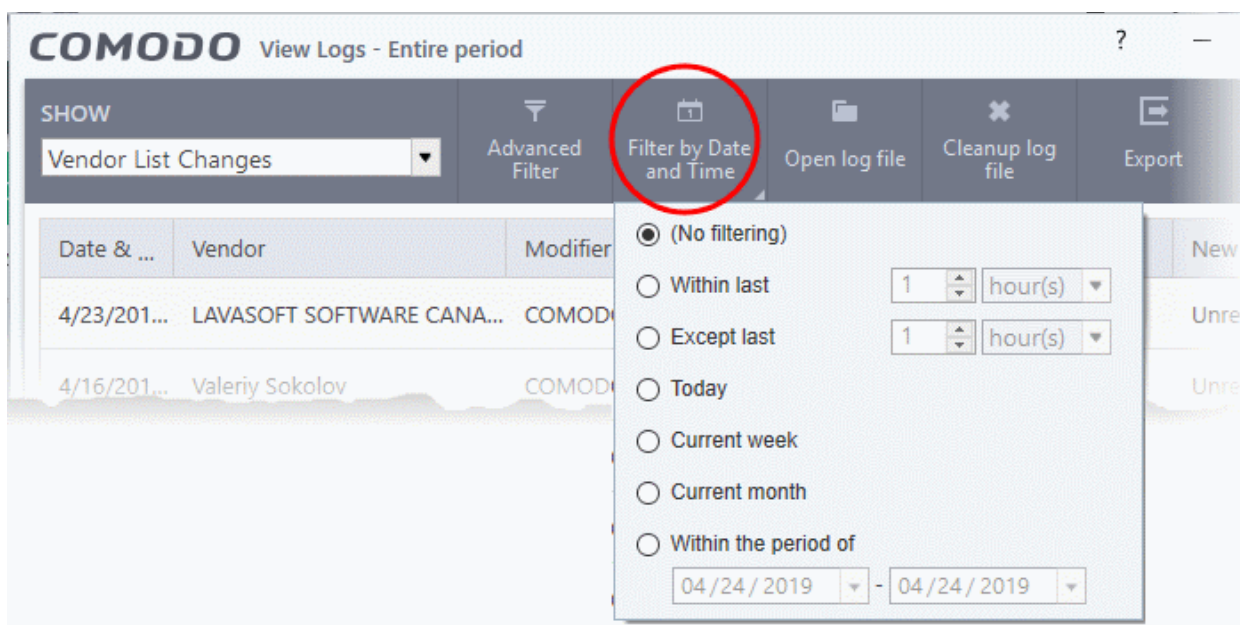 COMODO View Logs - Entire period ? —
SHOW
Vendor List Changes
Advanced
Filter
Filter by Date
and Time
Open log file
Cleanup log
file
Export
Date & ... Vendor Modifier New
4/23/201... LAVASOFT SOFTWARE CANA... COMOD Unre
4/16/201... Valeriy Sokolov COMOD Unre
(No filtering)
Within last 1 hour(s)
Except last 1 hour(s)
Today
Current week
Current month
Within the period of
04/24/2019 - 04/24/2019